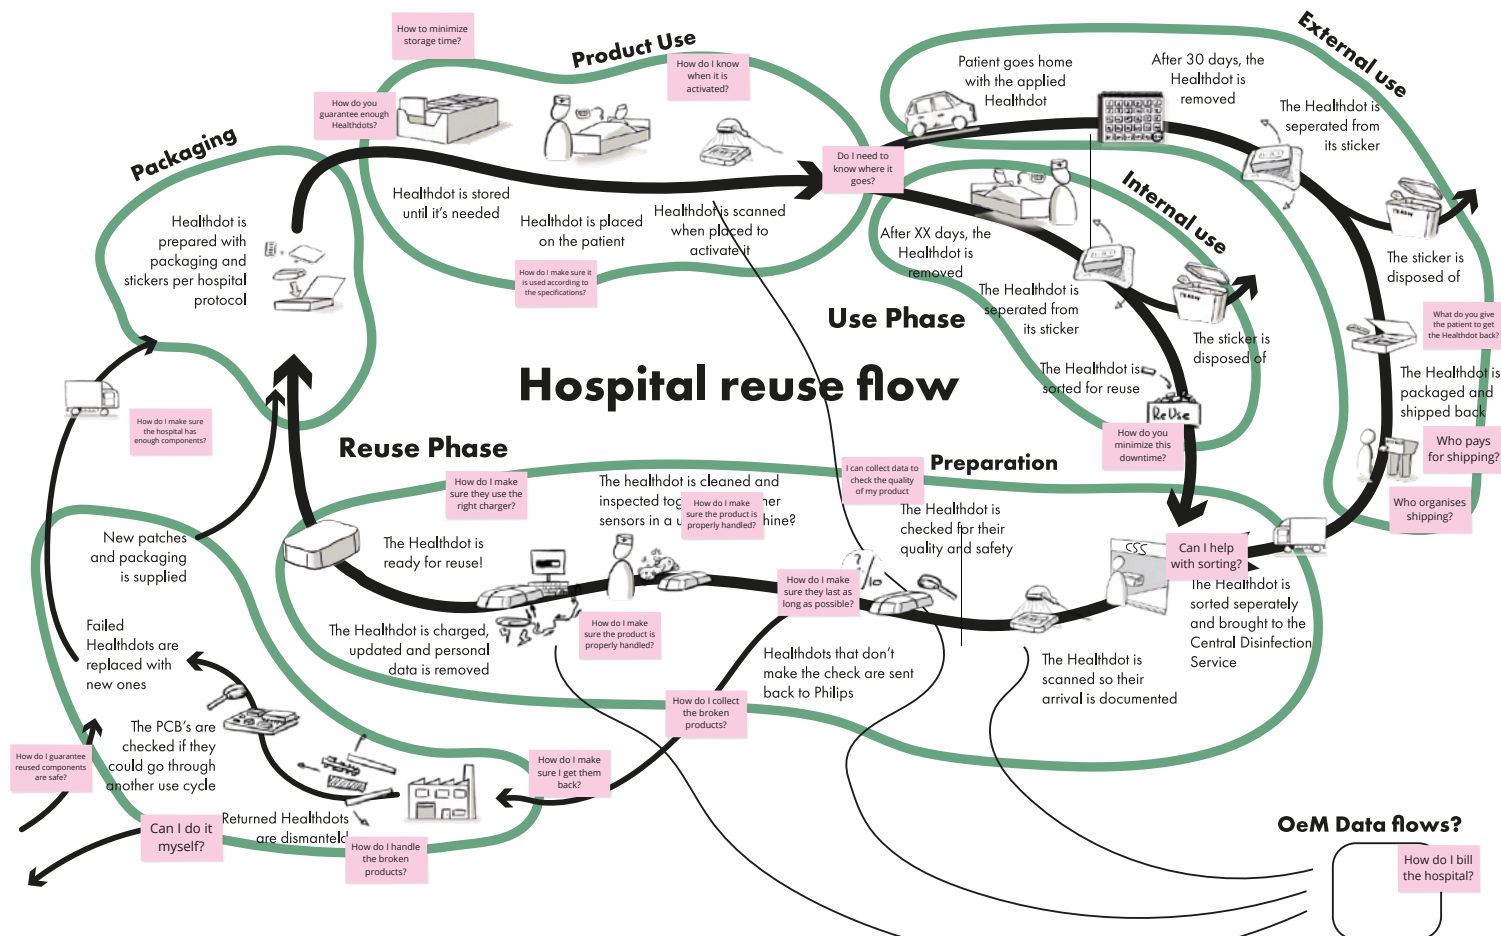 How to minimize
storage time?
Product Use
How do I know
when it is
activated?
How do you
guarantee enough
Healthdots?
Packaging
Healthdot is
prepared with
packaging and
stickers per hospital
protocol
Healthdot is stored
until it's needed
Healthdot is placed
on the patient
Healthdot is scanned
when placed to
activate it
How do I make sure it
is used according to
the specifications?
Do I need to
know where it
goes?
External use
Patient goes home
with the applied
Healthdot
After 30 days, the
Healthdot is
removed
The Healthdot is
seperated from
its sticker
The sticker is
disposed of
What do you give
the patient to get
the Healthdot back?
The Healthdot is
packaged and
shipped back
Who pays
for shipping?
Who organises
shipping?
Internal use
After XX days, the
Healthdot is
removed
The Healthdot is
seperated from
its sticker
The sticker is
disposed of
The Healthdot is
sorted for reuse
ReUse
How do you
minimize this
downtime?
Use Phase
Hospital reuse flow
Reuse Phase
Preparation
CSS
Can I help
with sorting?
The Healthdot is
sorted seperately
and brought to the
Central Disinfection
Service
The Healthdot is
scanned so their
arrival is documented
I can collect data to
check the quality
of my product
The Healthdot is
checked for their
quality and safety
How do I make
sure they last as
long as possible?
Healthdots that don't
make the check are sent
back to Philips
The healthdot is cleaned and
inspected
sensors in a
How do I make
sure the product is
properly handled?
How do I make
sure the product is
properly handled?
How do I make
sure they use the
right charger?
The Healthdot is
ready for reuse!
The Healthdot is charged,
updated and personal
data is removed
How do I collect
the broken
products?
How do I make
sure I get them
back?
Returned Healthdots
are dismanteld
How do I handle
the broken
products?
The PCB's are
checked if they
could go through
another use cycle
Can I do it
myself?
How do I guarantee
reused components
are safe?
Failed
Healthdots are
replaced with
new ones
New patches
and packaging
is supplied
How do I make sure
the hospital has
enough components?
OeM Data flows?
How do I bill
the hospital?